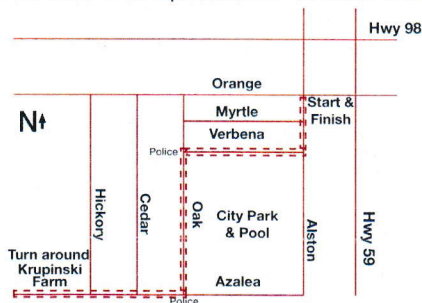 Hwy 98
Orange
Myrtle
Start &
Finish
N
Verbena
Police
Hickory
Cedar
Oak
City Park
& Pool
Alston
Hwy 59
Turn around
Krupinski
Farm
Azalea
Police